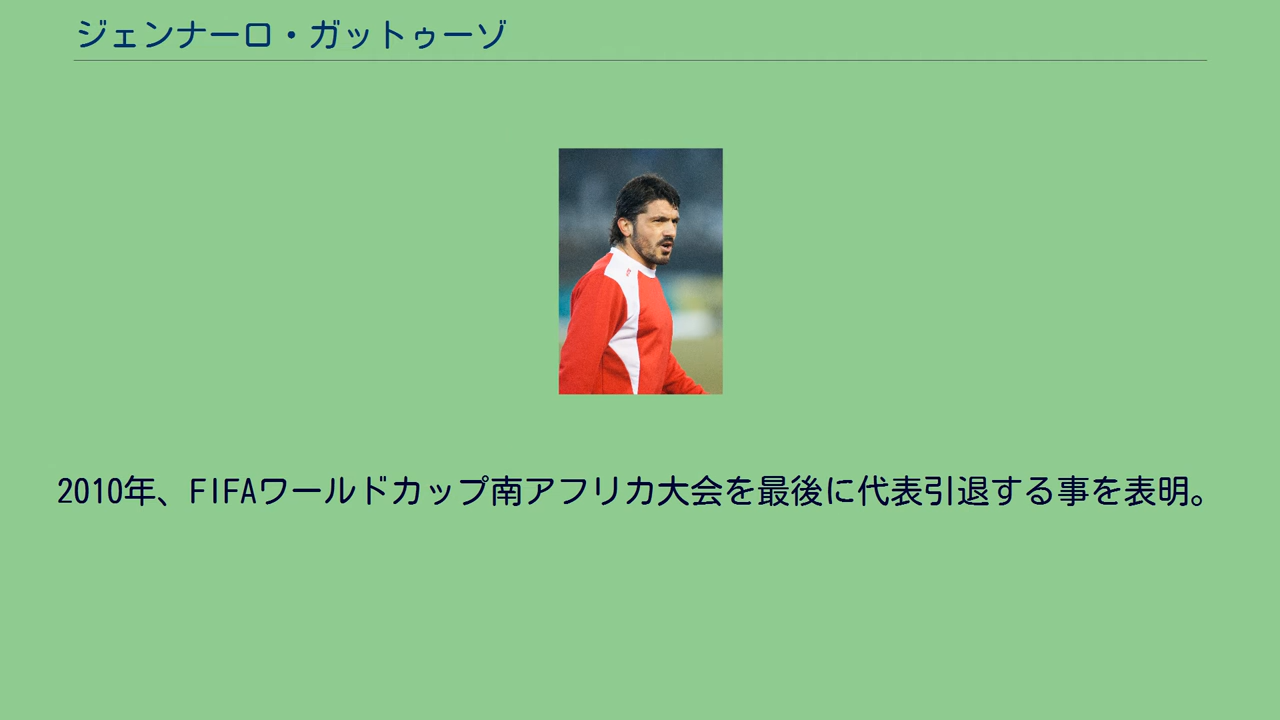 ジェンナーロ・ガットゥーゾ
2010年、FIFAワールドカップ南アフリカ大会を最後に代表引退する事を表明。